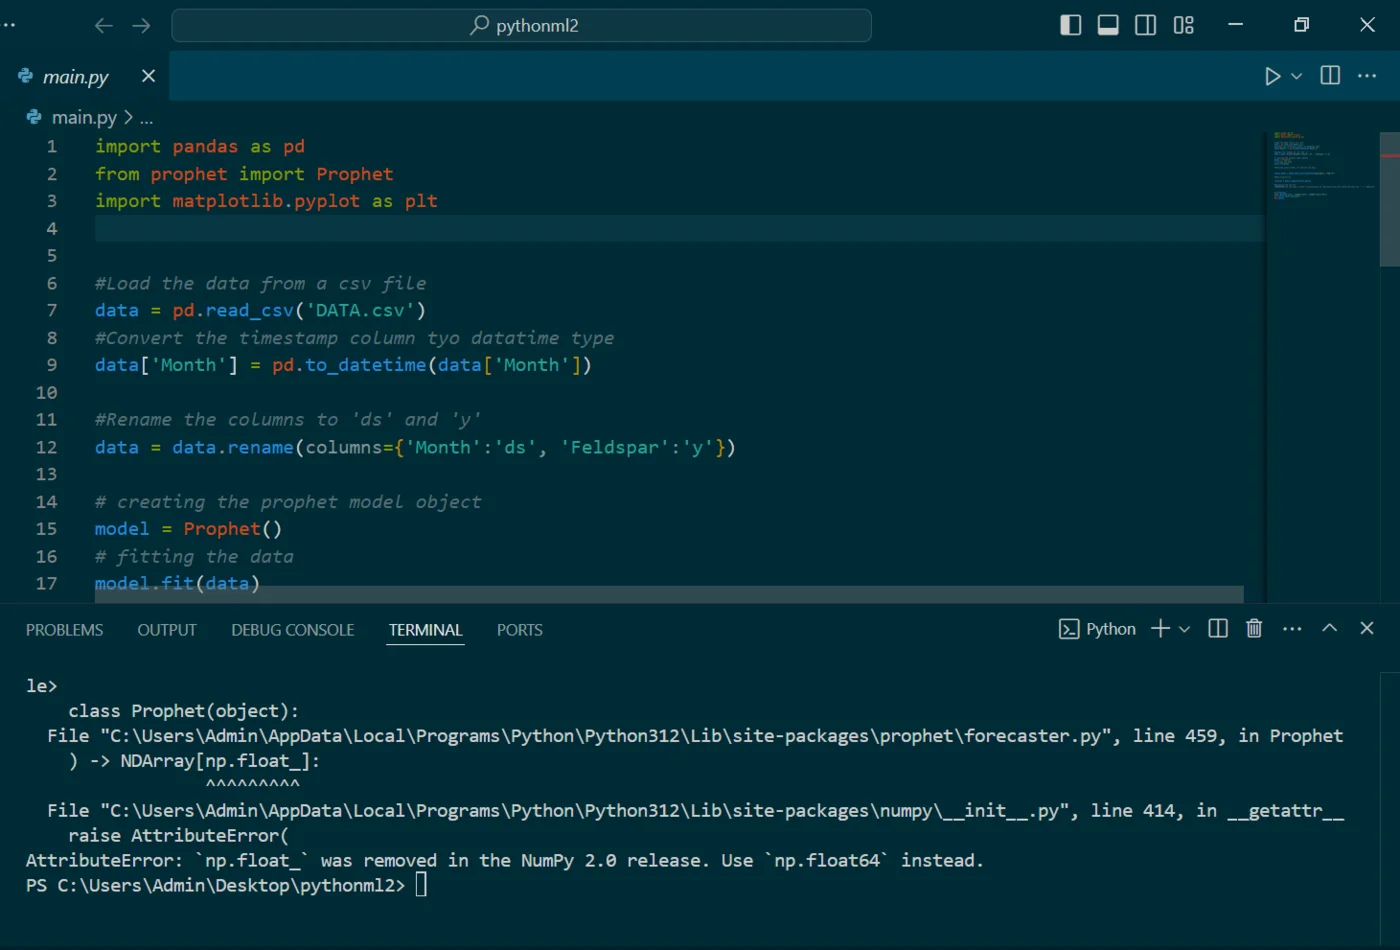 pythonml2
main.py
main.py > ...
1 import pandas as pd
2 from prophet import Prophet
3 import matplotlib.pyplot as plt
4
5
6 #Load the data from a csv file
7 data = pd.read_csv('DATA.csv')
8 #Convert the timestamp column tyo datatime type
9 data['Month'] = pd.to_datetime(data['Month'])
10
11 #Rename the columns to 'ds' and 'y'
12 data = data.rename(columns={'Month':'ds', 'Feldspar':'y'})
13
14 # creating the prophet model object
15 model = Prophet()
16 # fitting the data
17 model.fit(data)
PROBLEMS OUTPUT DEBUG CONSOLE TERMINAL PORTS Python
le>
    class Prophet(object):
  File "C:\Users\Admin\AppData\Local\Programs\Python\Python312\Lib\site-packages\prophet\forecaster.py", line 459, in Prophet
    ) -> NDArray[np.float_]:
                 ^^^^^^^^^
  File "C:\Users\Admin\AppData\Local\Programs\Python\Python312\Lib\site-packages\numpy\__init__.py", line 414, in __getattr__
    raise AttributeError(
AttributeError: `np.float_` was removed in the NumPy 2.0 release. Use `np.float64` instead.
PS C:\Users\Admin\Desktop\pythonml2>